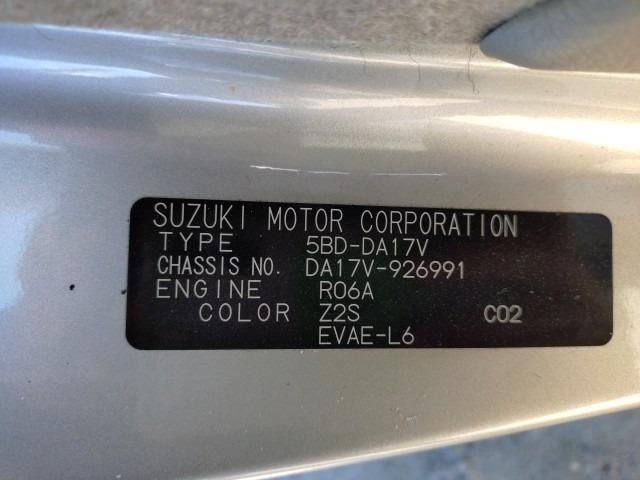 SUZUKI MOTOR CORPORATION
TYPE 5BD-DA17V
CHASSIS NO. DA17V-926991
ENGINE R06A
COLOR Z2S C02
EVAE-L6